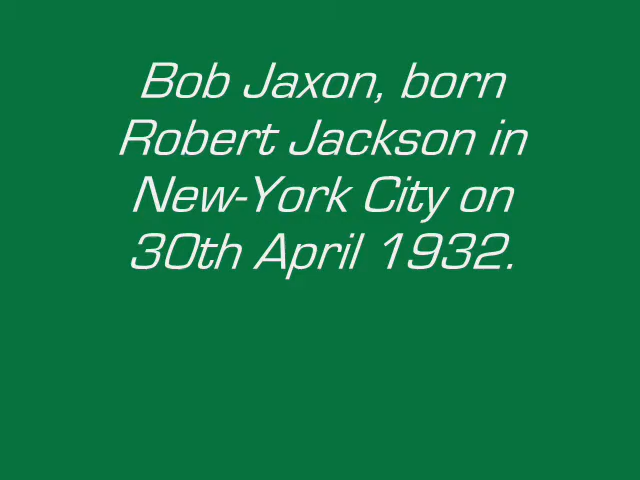 Bob Jaxon, born
Robert Jackson in
New-York City on
30th April 1932.